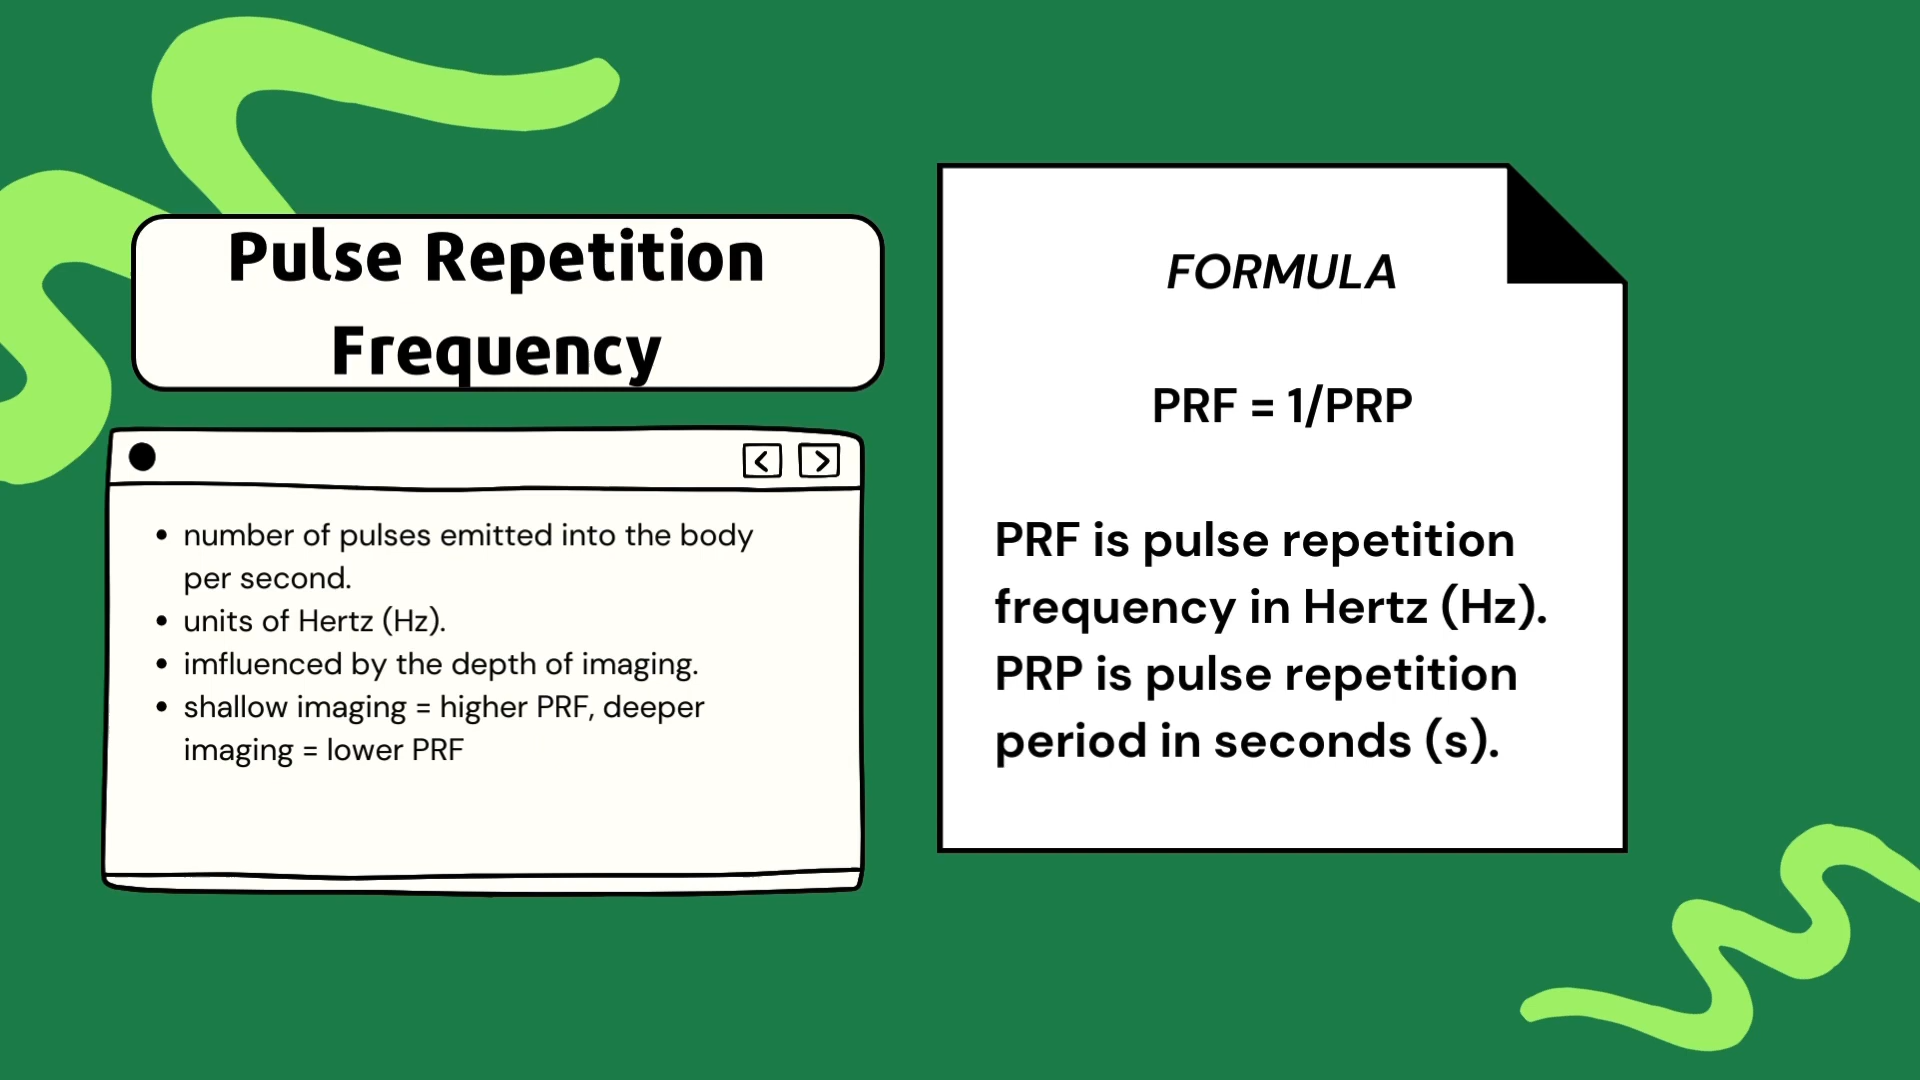 Pulse Repetition
Frequency
• number of pulses emitted into the body
per second.
• units of Hertz (Hz).
• imfluenced by the depth of imaging.
• shallow imaging = higher PRF, deeper
imaging = lower PRF
FORMULA
PRF = 1/PRP
PRF is pulse repetition
frequency in Hertz (Hz).
PRP is pulse repetition
period in seconds (s).